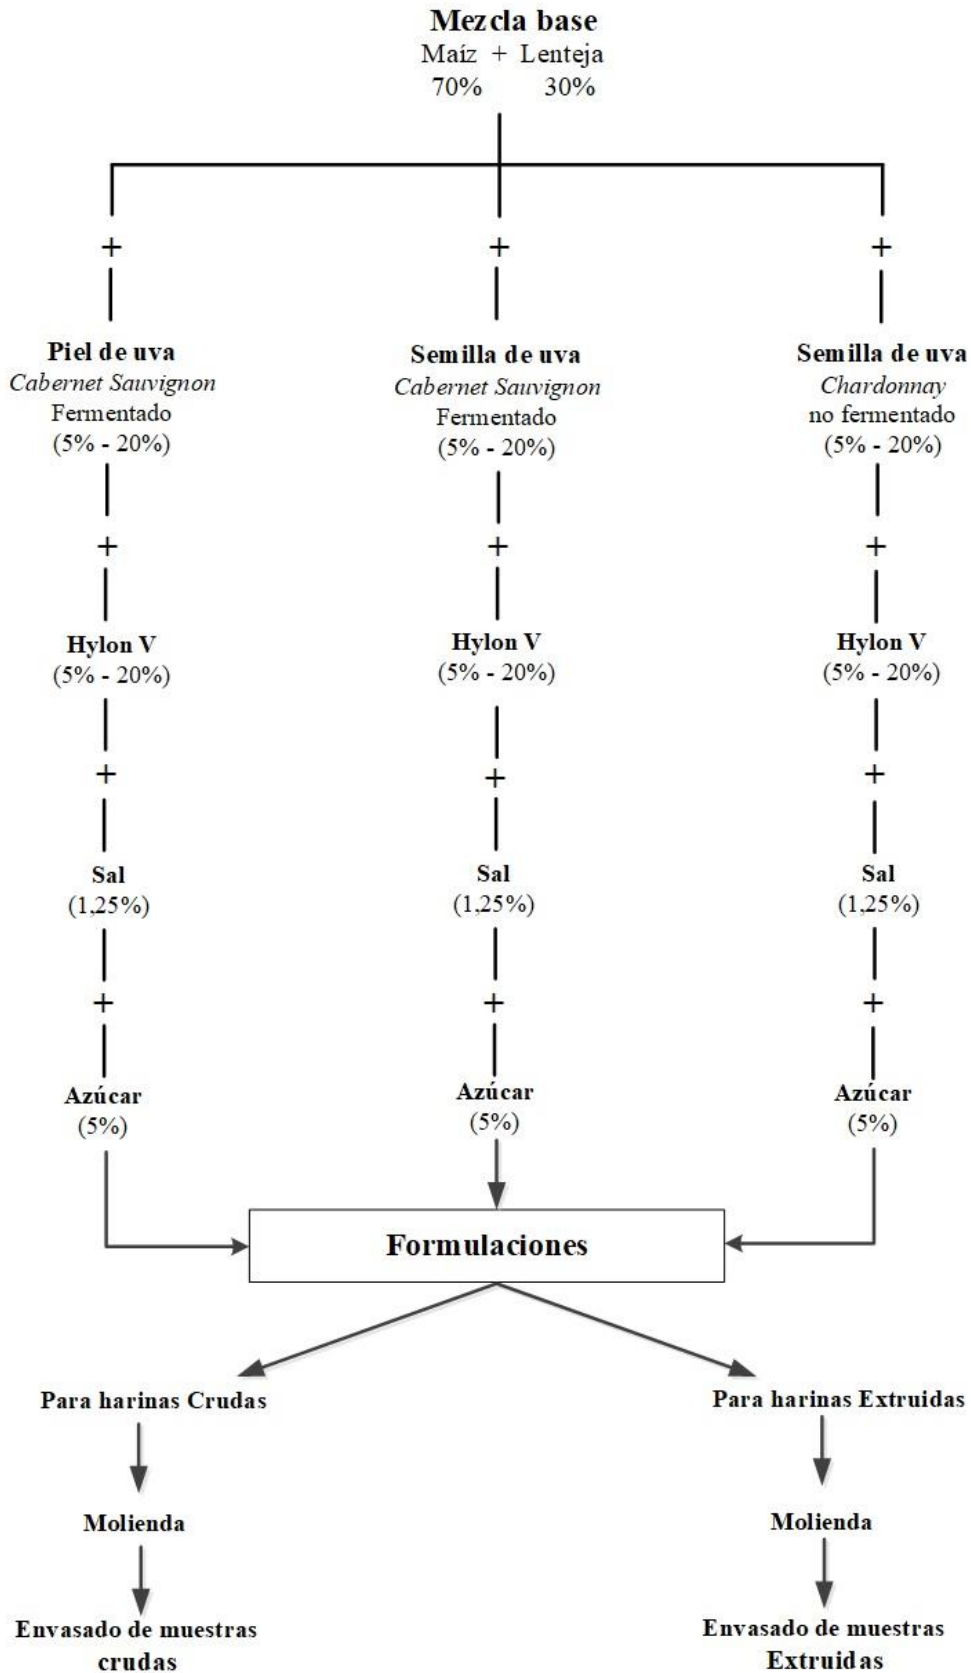 Mezcla base
Maíz + Lenteja
70% 30%
+
+
+
Piel de uva
Cabernet Sauvignon
Fermentado
(5% - 20%)
+
Hylon V
(5% - 20%)
+
Sal
(1,25%)
+
Azúcar
(5%)
Semilla de uva
Cabernet Sauvignon
Fermentado
(5% - 20%)
+
Hylon V
(5% - 20%)
+
Sal
(1,25%)
+
Azúcar
(5%)
Semilla de uva
Chardonnay
no fermentado
(5% - 20%)
+
Hylon V
(5% - 20%)
+
Sal
(1,25%)
+
Azúcar
(5%)
Formulaciones
Para harinas Crudas
Molienda
Envasado de muestras
crudas
Para harinas Extruidas
Molienda
Envasado de muestras
Extruidas